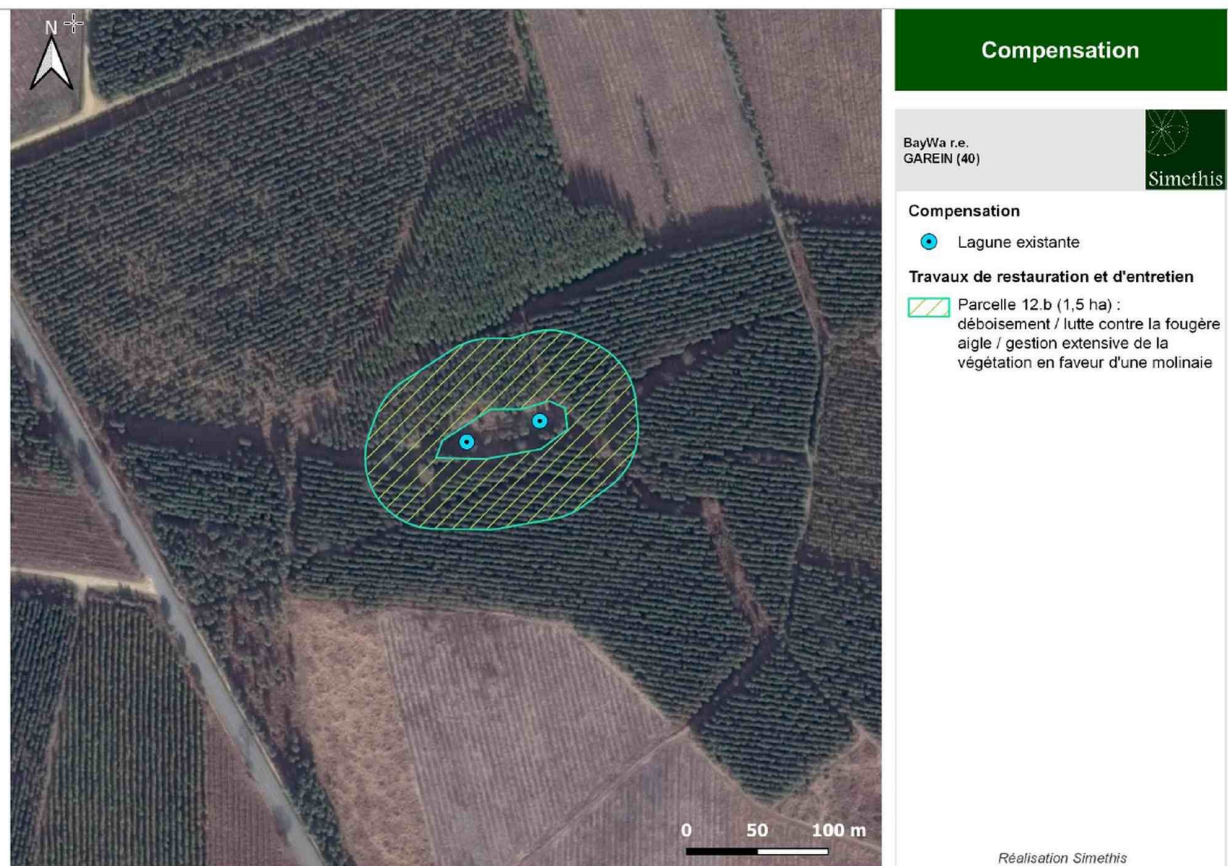 N
Compensation
BayWa r.e.
GAREIN (40)
Simethis
Compensation
Lagune existante
Travaux de restauration et d'entretien
Parcelle 12.b (1,5 ha) :
déboisement / lutte contre la fougère
aigle / gestion extensive de la
végétation en faveur d'une molinaie
0 50 100 m
Réalisation Simethis